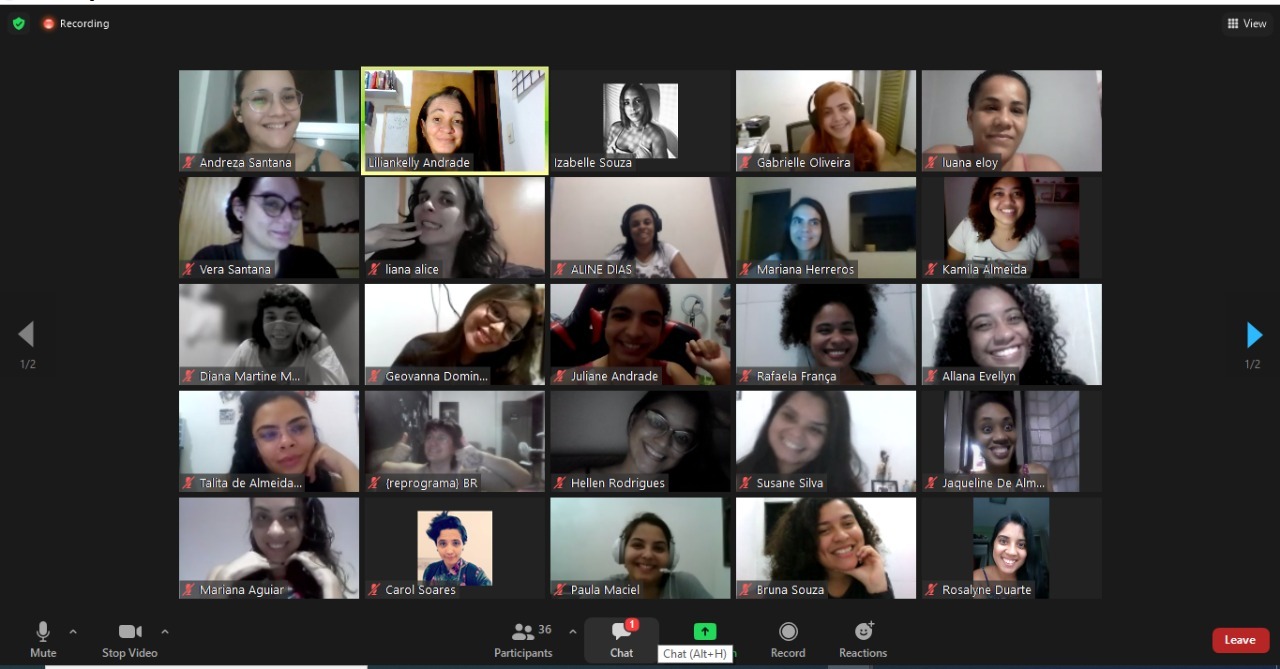 Recording
View
Andreza Santana
Liliankelly Andrade
Izabelle Souza
Gabrielle Oliveira
luana eloy
Vera Santana
liana alice
ALINE DIAS
Mariana Herreros
Kamila Almeida
Diana Martine M...
Geovanna Domin...
Juliane Andrade
Rafaela França
Allana Evellyn
1/2
1/2
Talita de Almeida...
{reprograma} BR
Hellen Rodrigues
Susane Silva
Jaqueline De Alm...
Mariana Aguiar
Carol Soares
Paula Maciel
Bruna Souza
Rosalyne Duarte
36
1
Mute
Stop Video
Participants
Chat
Chat (Alt+H)
Record
Reactions
Leave